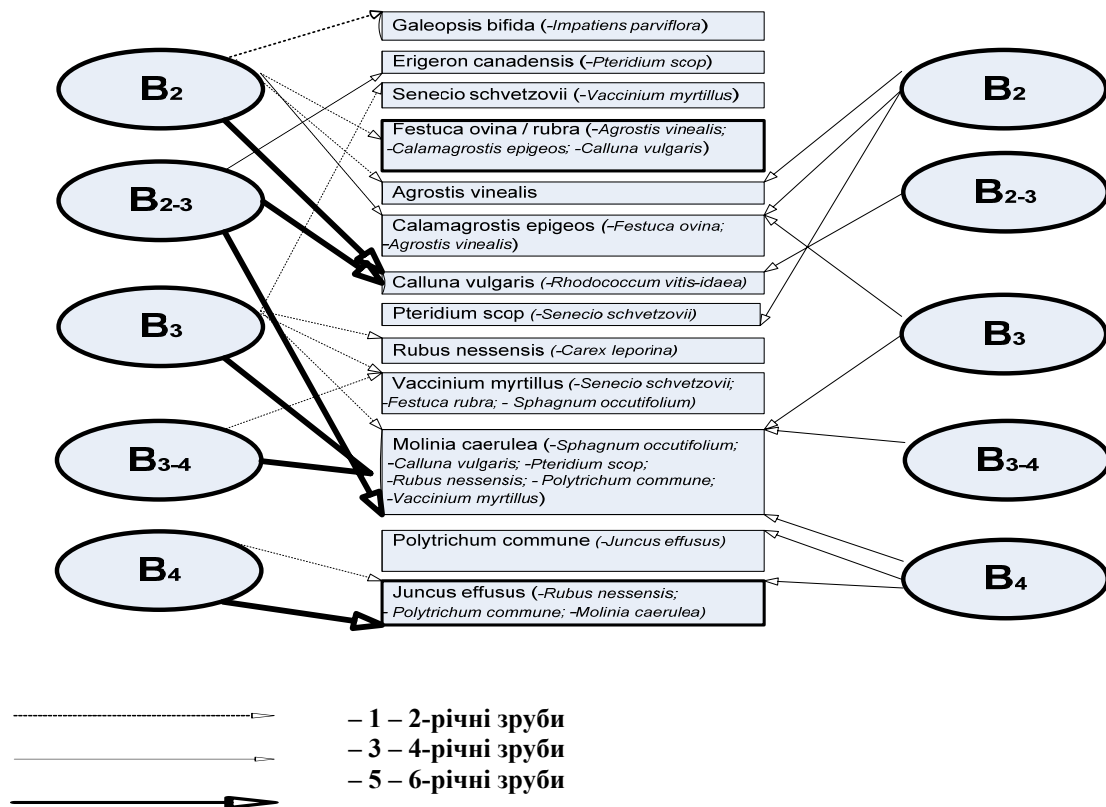 Galeopsis bifida (-Impatiens parviflora)
Erigeron canadensis (-Pteridium scop)
Senecio schvetzovii (-Vaccinium myrtillus)
Festuca ovina / rubra (-Agrostis vinealis;
-Calamagrostis epigeos; -Calluna vulgaris)
Agrostis vinealis
Calamagrostis epigeos (-Festuca ovina;
-Agrostis vinealis)
Calluna vulgaris (-Rhodococcum vitis-idaea)
Pteridium scop (-Senecio schvetzovii)
Rubus nessensis (-Carex leporina)
Vaccinium myrtillus (-Senecio schvetzovii;
-Festuca rubra; - Sphagnum occutifolium)
Molinia caerulea (-Sphagnum occutifolium;
-Calluna vulgaris; -Pteridium scop;
-Rubus nessensis; - Polytrichum commune;
-Vaccinium myrtillus)
Polytrichum commune (-Juncus effusus)
Juncus effusus (-Rubus nessensis;
- Polytrichum commune; -Molinia caerulea)
B2
B2-3
B3
B3-4
B4
B2
B2-3
B3
B3-4
B4
– 1 – 2-річні зруби
– 3 – 4-річні зруби
– 5 – 6-річні зруби